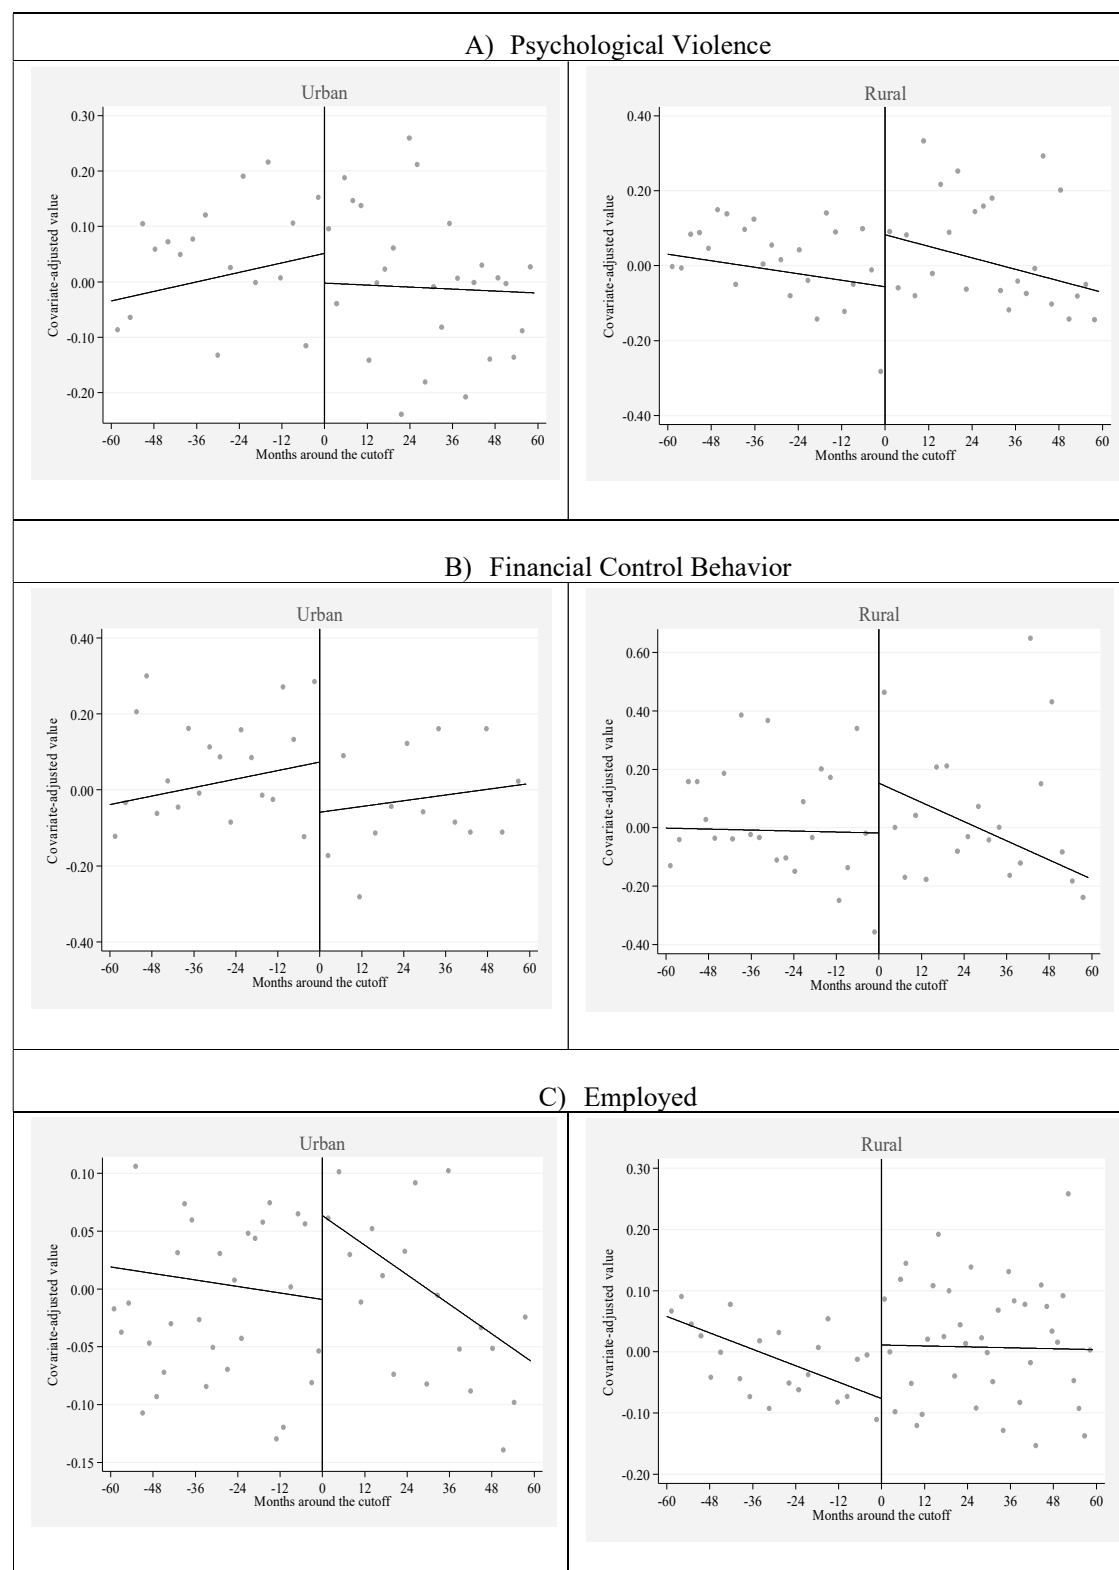 A) Psychological Violence
Urban
Covariate-adjusted value
0.30
0.20
0.10
0.00
-0.10
-0.20
-60 -48 -36 -24 -12 0 12 24 36 48 60
Months around the cutoff
Rural
Covariate-adjusted value
0.40
0.20
0.00
-0.20
-0.40
-60 -48 -36 -24 -12 0 12 24 36 48 60
Months around the cutoff
B) Financial Control Behavior
Urban
Covariate-adjusted value
0.40
0.20
0.00
-0.20
-0.40
-60 -48 -36 -24 -12 0 12 24 36 48 60
Months around the cutoff
Rural
Covariate-adjusted value
0.60
0.40
0.20
0.00
-0.20
-0.40
-60 -48 -36 -24 -12 0 12 24 36 48 60
Months around the cutoff
C) Employed
Urban
Covariate-adjusted value
0.10
0.05
0.00
-0.05
-0.10
-0.15
-60 -48 -36 -24 -12 0 12 24 36 48 60
Months around the cutoff
Rural
Covariate-adjusted value
0.30
0.20
0.10
0.00
-0.10
-0.20
-60 -48 -36 -24 -12 0 12 24 36 48 60
Months around the cutoff